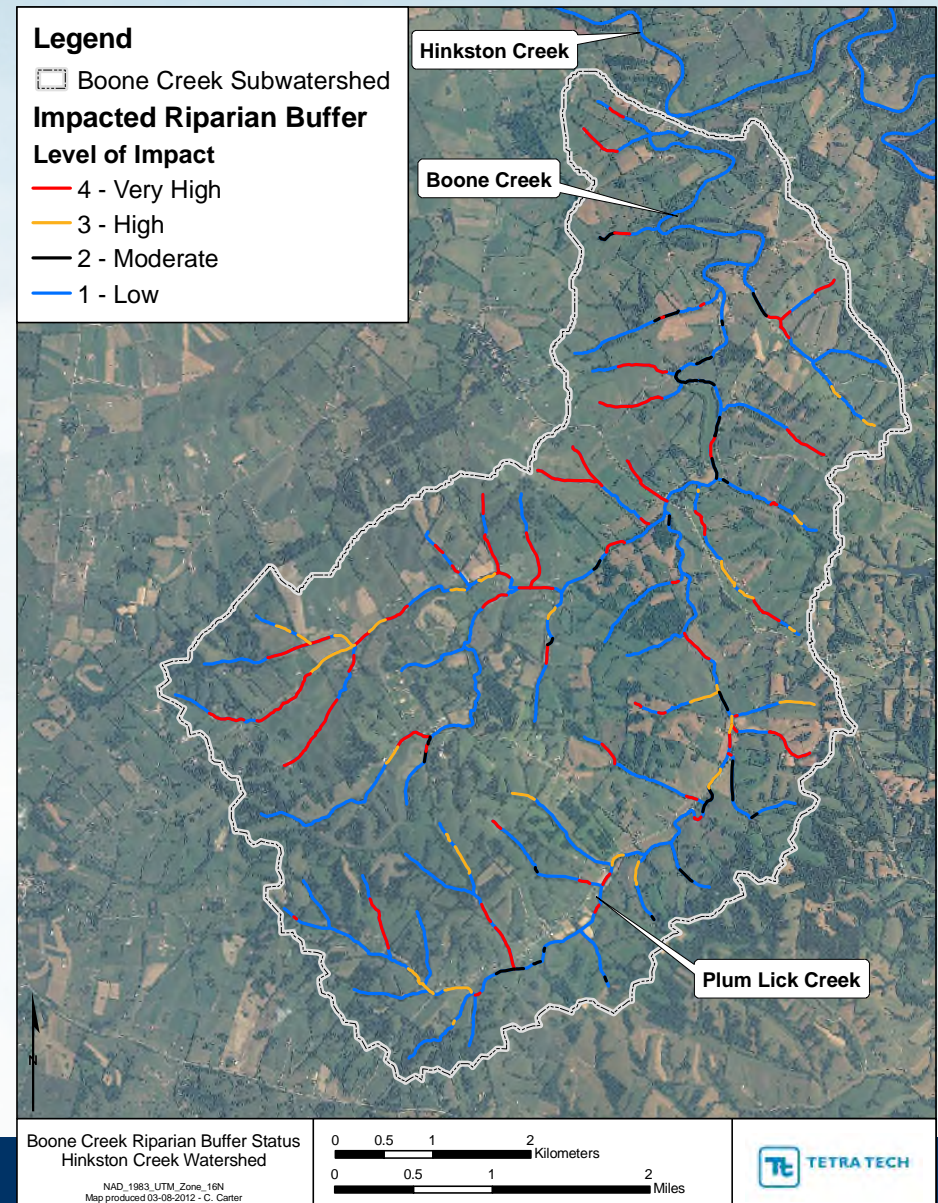 Legend
Boone Creek Subwatershed
Impacted Riparian Buffer
Level of Impact
4 - Very High
3 - High
2 - Moderate
1 - Low
Hinkston Creek
Boone Creek
Plum Lick Creek
N
Boone Creek Riparian Buffer Status
Hinkston Creek Watershed
NAD_1983_UTM_Zone_16N
Map produced 03-08-2012 - C. Carter
0 0.5 1 2
Kilometers
0 0.5 1 2
Miles
Tt TETRA TECH